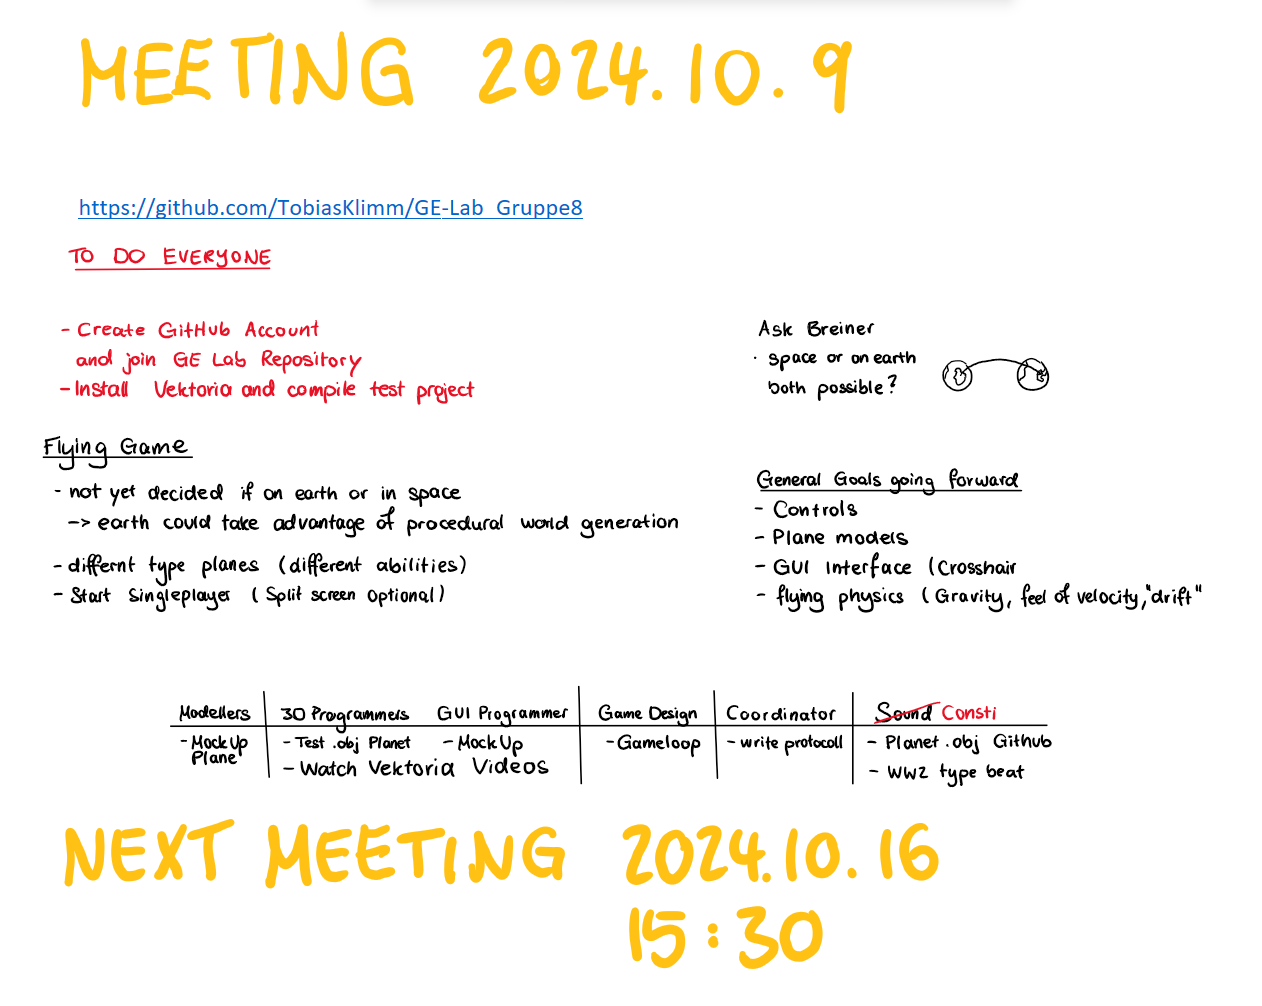 MEETING 2024.10.9
https://github.com/TobiasKlimm/GE-Lab_Gruppe8
TO DO EVERYONE
- Create GitHub Account
and join GE Lab Repository
- Install Vektoria and compile test project
Ask Breiner
· space or on earth
both possible?
Flying Game
- not yet decided if on earth or in space
-> earth could take advantage of procedural world generation
- differnt type planes (different abilities)
- Start Singleplayer (Split screen optional)
General Goals going forward
- Controls
- Plane models
- GUI Interface (Crosshair
- flying physics (Gravity, feel of velocity, "drift"
Modellers 3D Programmers GUI Programmer Game Design Coordinator Sound Consti
- Mock Up - Test .obj Planet - Mock Up - Gameloop - write protocoll - Planet .obj Github
Plane - Watch Vektoria Videos - WW2 type beat
NEXT MEETING 2024.10.16
15:30